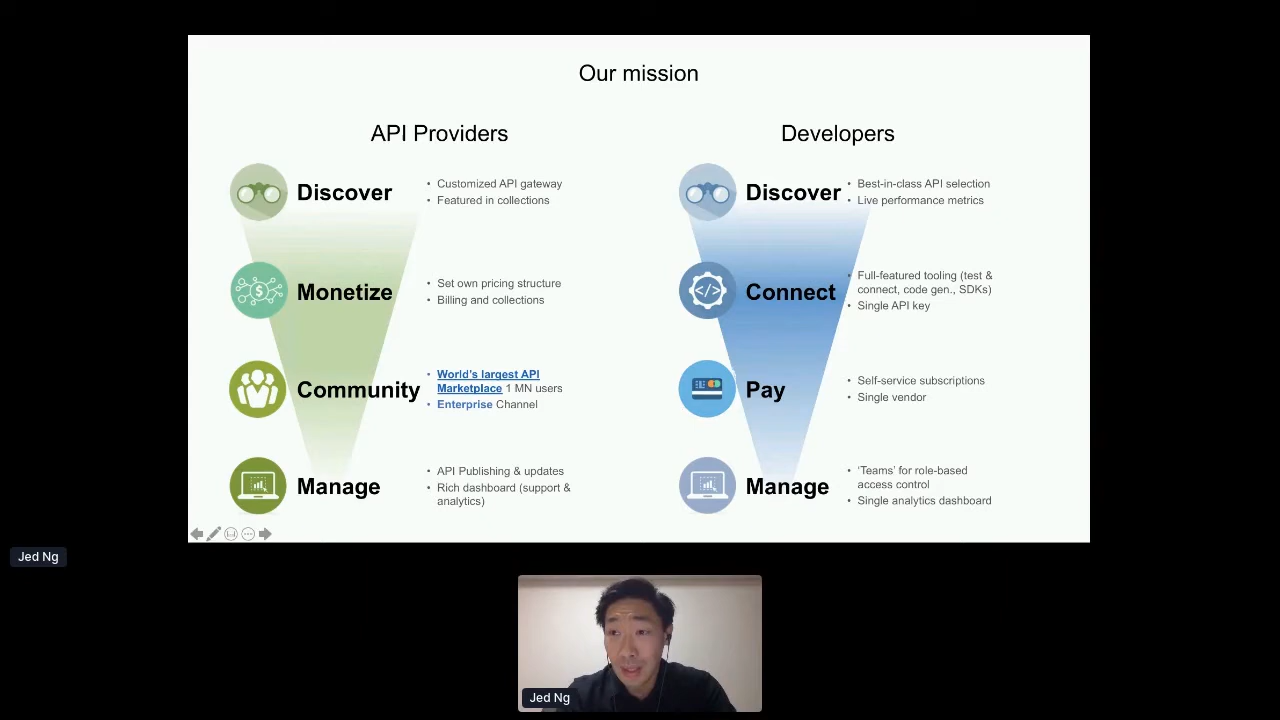 Our mission
API Providers
Discover
• Customized API gateway
• Featured in collections
Monetize
$
• Set own pricing structure
• Billing and collections
Community
• World's largest API
Marketplace 1 MN users
• Enterprise Channel
Manage
• API Publishing & updates
• Rich dashboard (support &
analytics)
Developers
Discover
• Best-in-class API selection
• Live performance metrics
</>
Connect
• Full-featured tooling (test &
connect, code gen., SDKs)
• Single API key
Pay
• Self-service subscriptions
• Single vendor
Manage
• ‘Teams’ for role-based
access control
• Single analytics dashboard
Jed Ng
Jed Ng